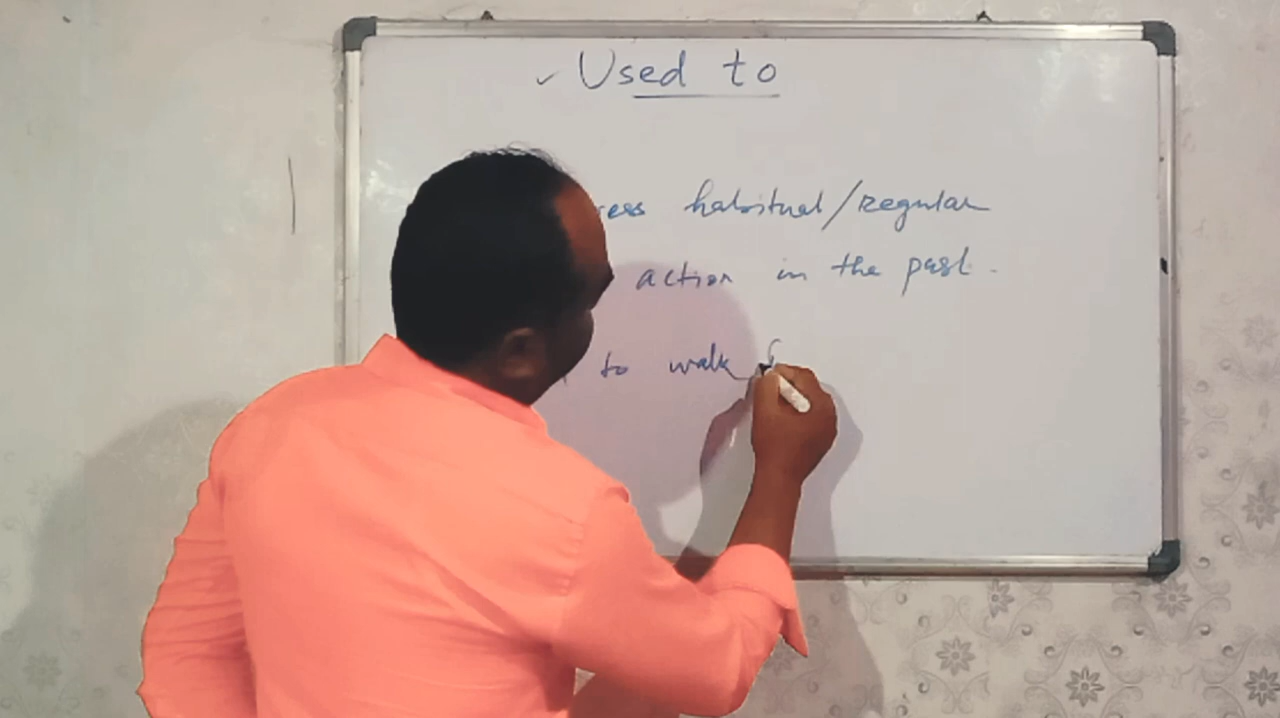 ✓ Used to
ress habitual/regular
action in the past.
to walk